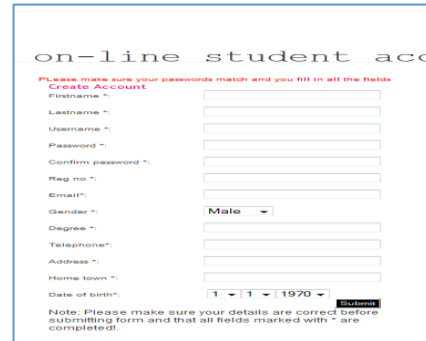 on-line student acc
PLease make sure your passwords match and you fill in all the fields
Create Account
Firstname *:
Lastname *:
Username *:
Password *:
Confirm password *:
Reg no *:
Email*:
Gender *: Male
Degree *:
Telephone*:
Address *:
Home town *:
Date of birth*: 1 1 1970
Submit
Note: Please make sure your details are correct before
submitting form and that all fields marked with * are
completed!.